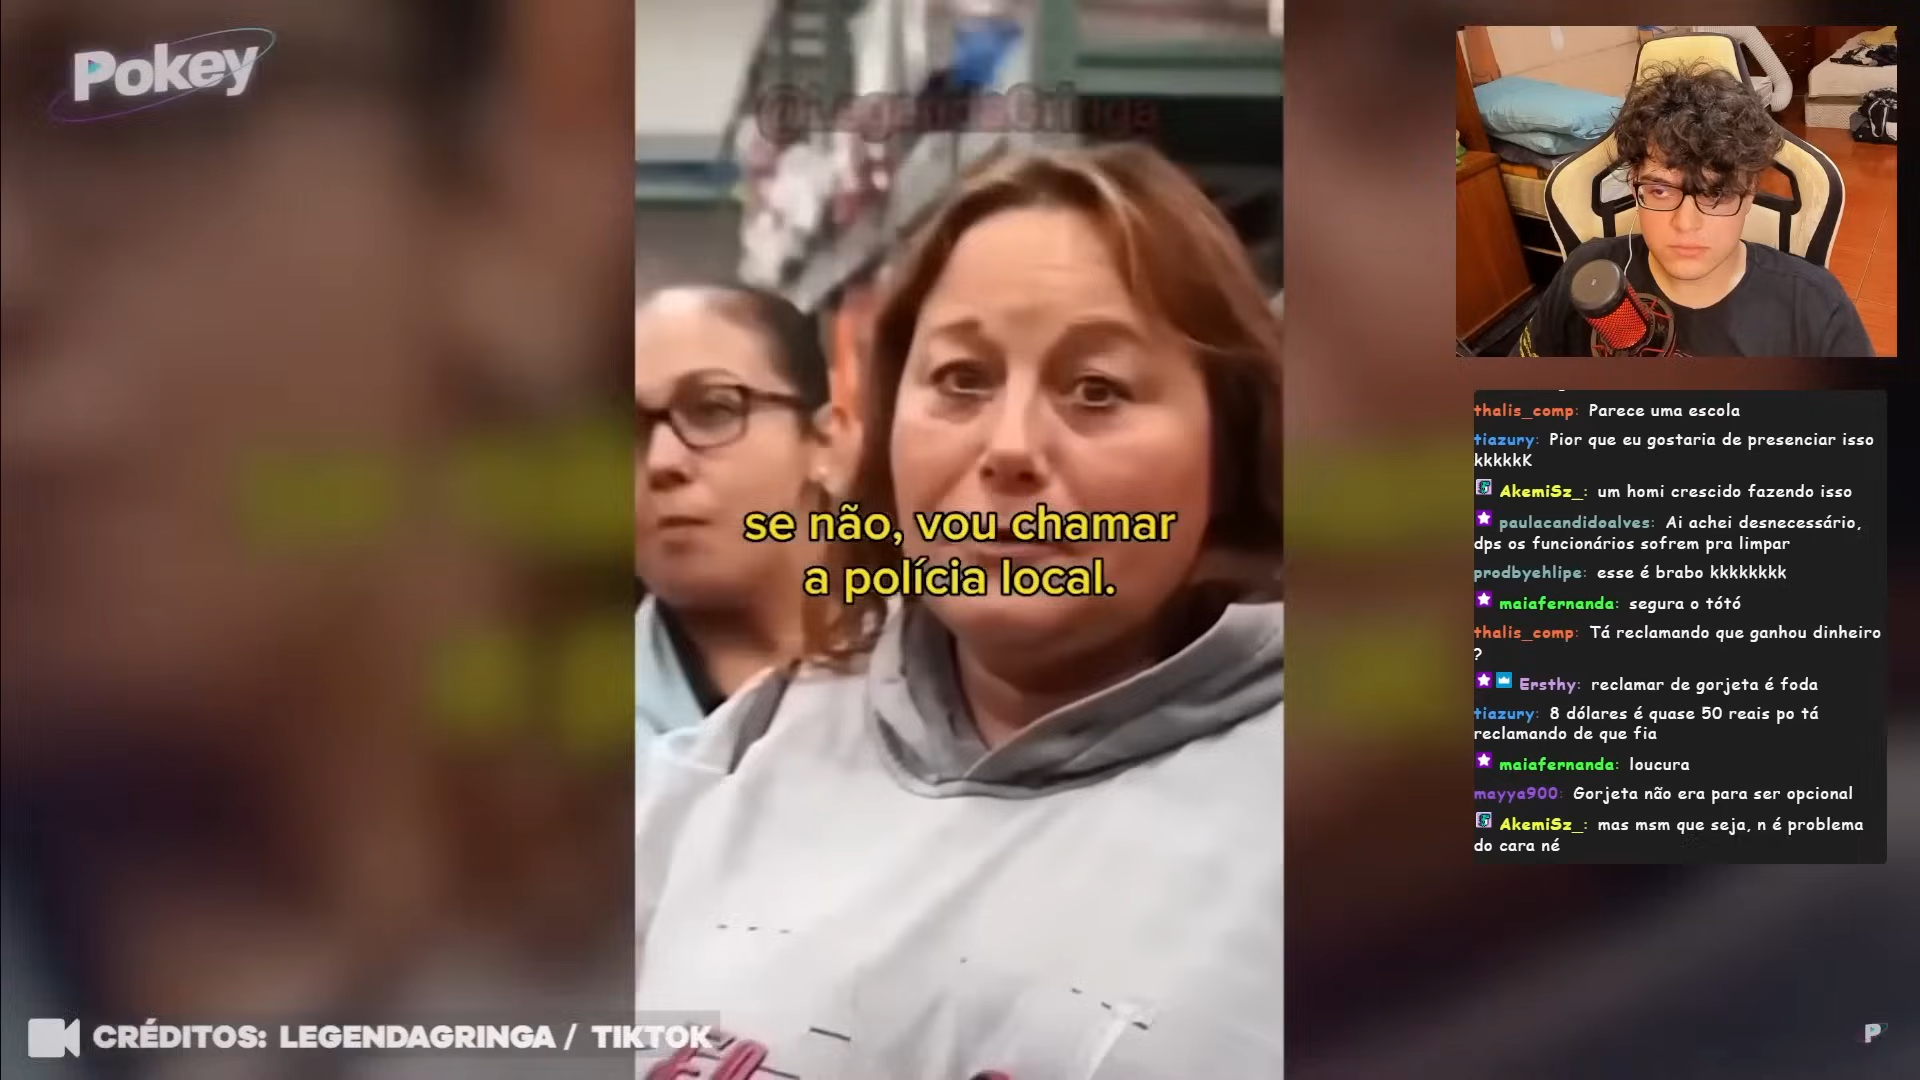 Pokey
@LegendaGringa
se não, vou chamar
a polícia local.
CRÉDITOS: LEGENDAGRINGA / TIKTOK
thalis_comp: Parece uma escola
tiazury: Pior que eu gostaria de presenciar isso
kkkkkK
AkemiSz_: um homi crescido fazendo isso
paulacandidoalves: Ai achei desnecessário,
dps os funcionários sofrem pra limpar
prodbyehlipe: esse é brabo kkkkkkkk
maiafernanda: segura o tótó
thalis_comp: Tá reclamando que ganhou dinheiro
?
Ersthy: reclamar de gorjeta é foda
tiazury: 8 dólares é quase 50 reais po tá
reclamando de que fia
maiafernanda: loucura
mayya900: Gorjeta não era para ser opcional
AkemiSz_: mas msm que seja, n é problema
do cara né
P